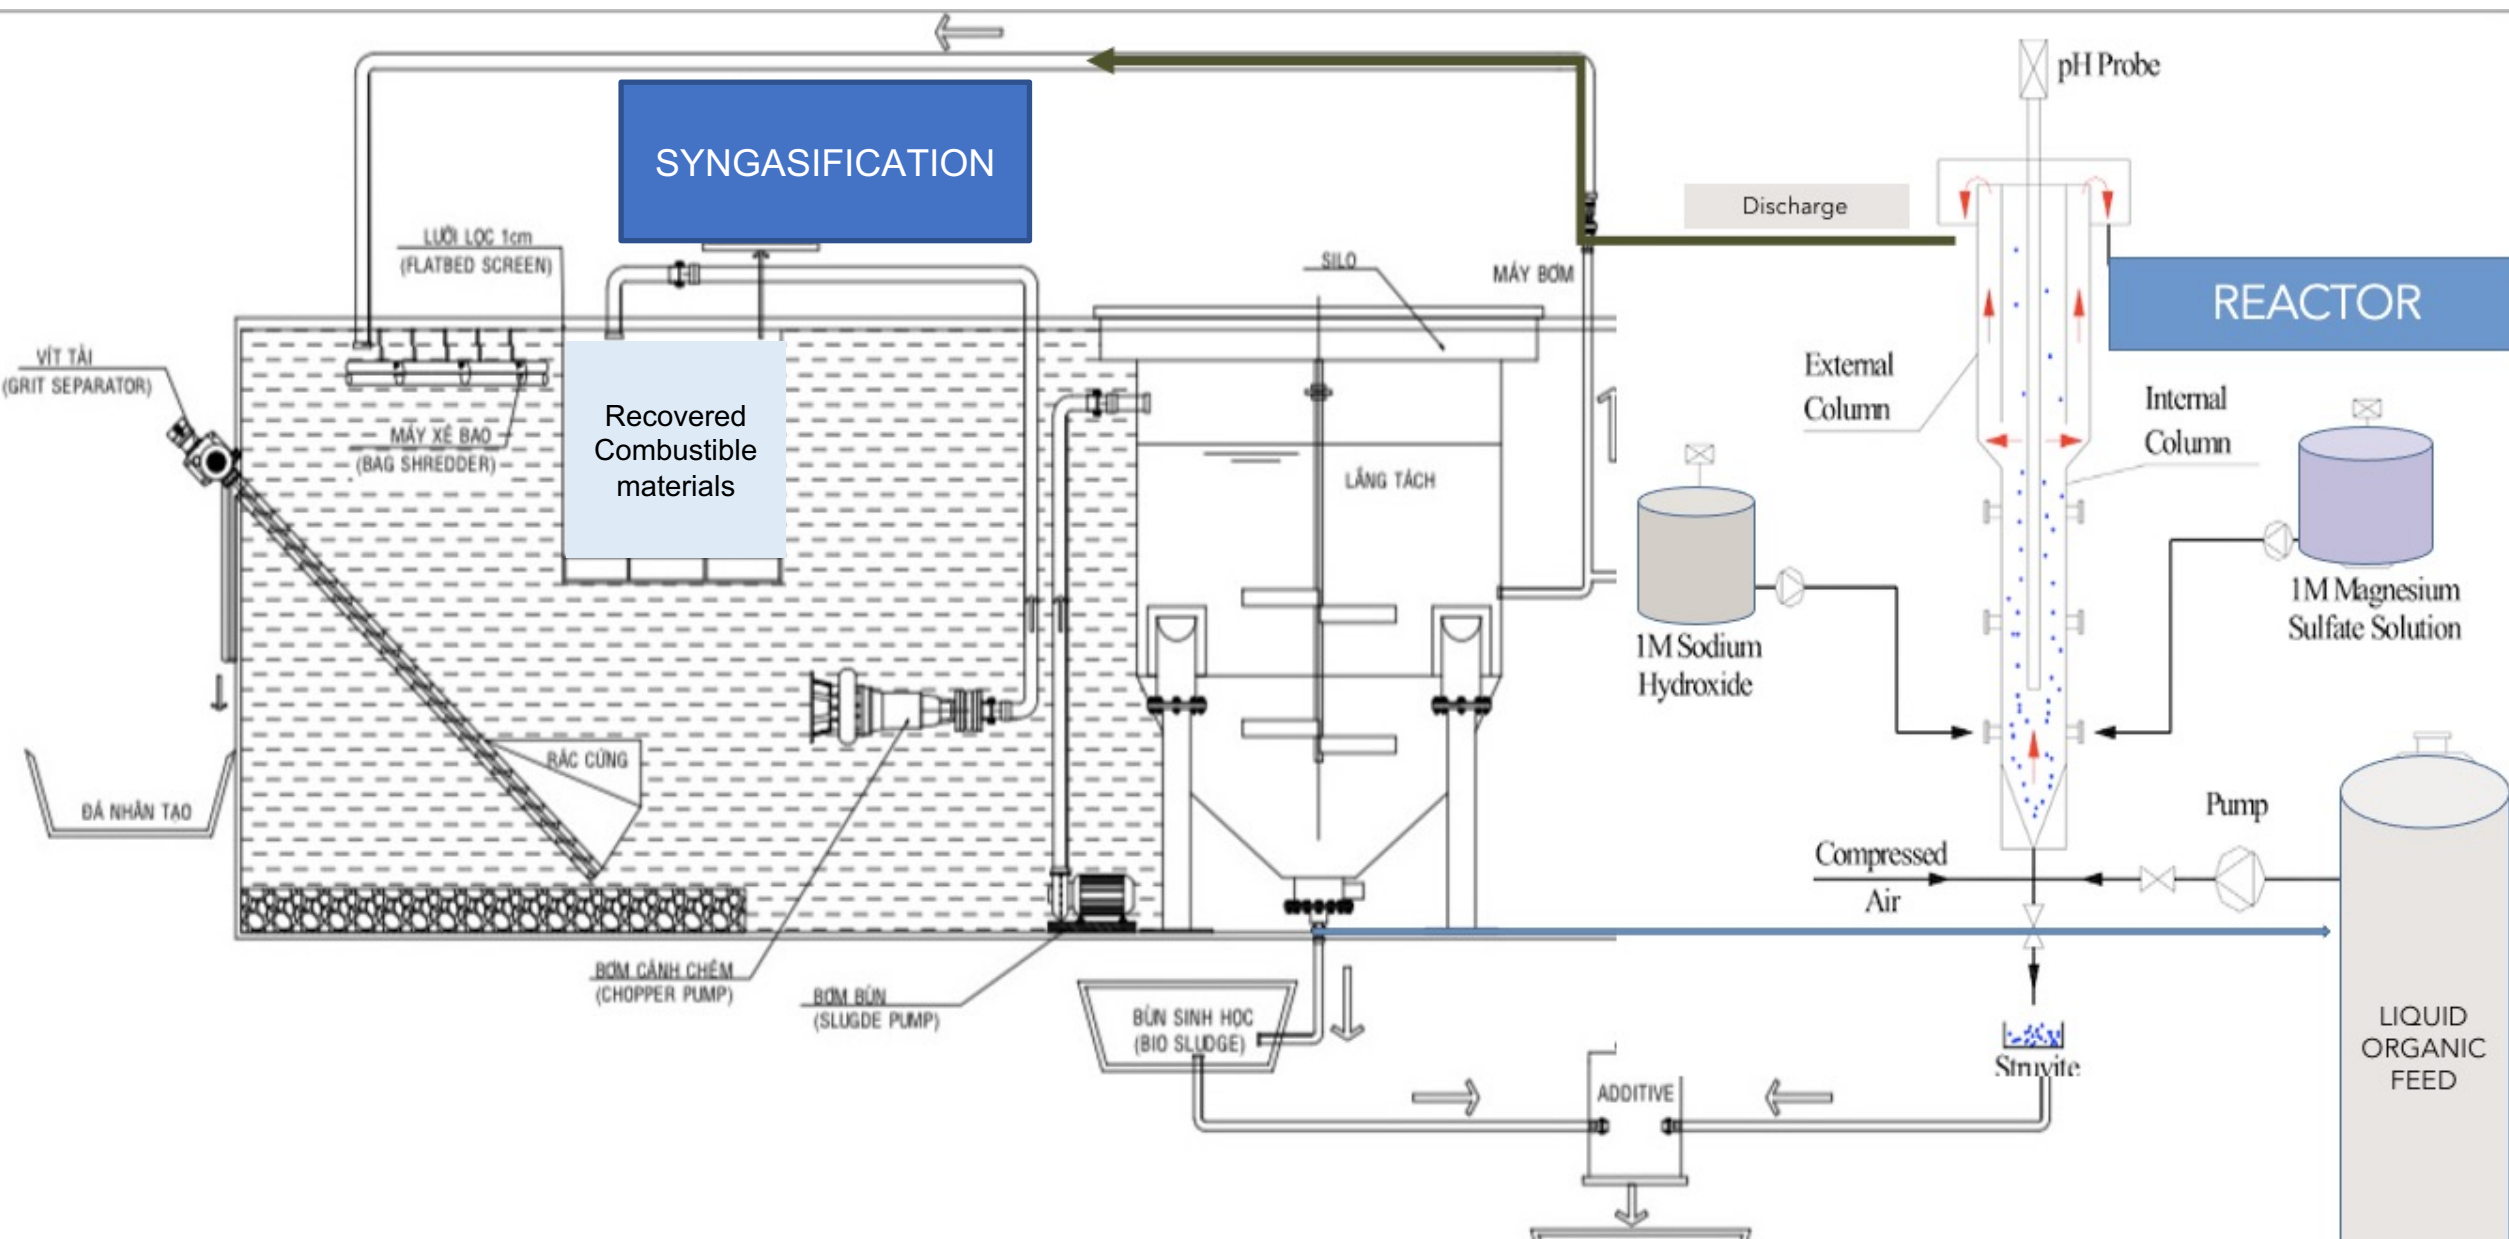 pH Probe
SYNGASIFICATION
Discharge
LƯỚI LỌC 1cm
(FLATBED SCREEN)
SILO
MÁY BƠM
REACTOR
VÍT TẢI
(GRIT SEPARATOR)
External
Column
Internal
Column
Recovered
Combustible
materials
MÁY XÉ BAO
(BAG SHREDDER)
LẮNG TÁCH
1M Sodium
Hydroxide
1M Magnesium
Sulfate Solution
RÁC CỨNG
ĐÁ NHÂN TẠO
Pump
Compressed
Air
BƠM CÁNH CHÉM
(CHOPPER PUMP)
BƠM BÙN
(SLUGDE PUMP)
BÙN SINH HỌC
(BIO SLUDGE)
Struvite
LIQUID
ORGANIC
FEED
ADDITIVE